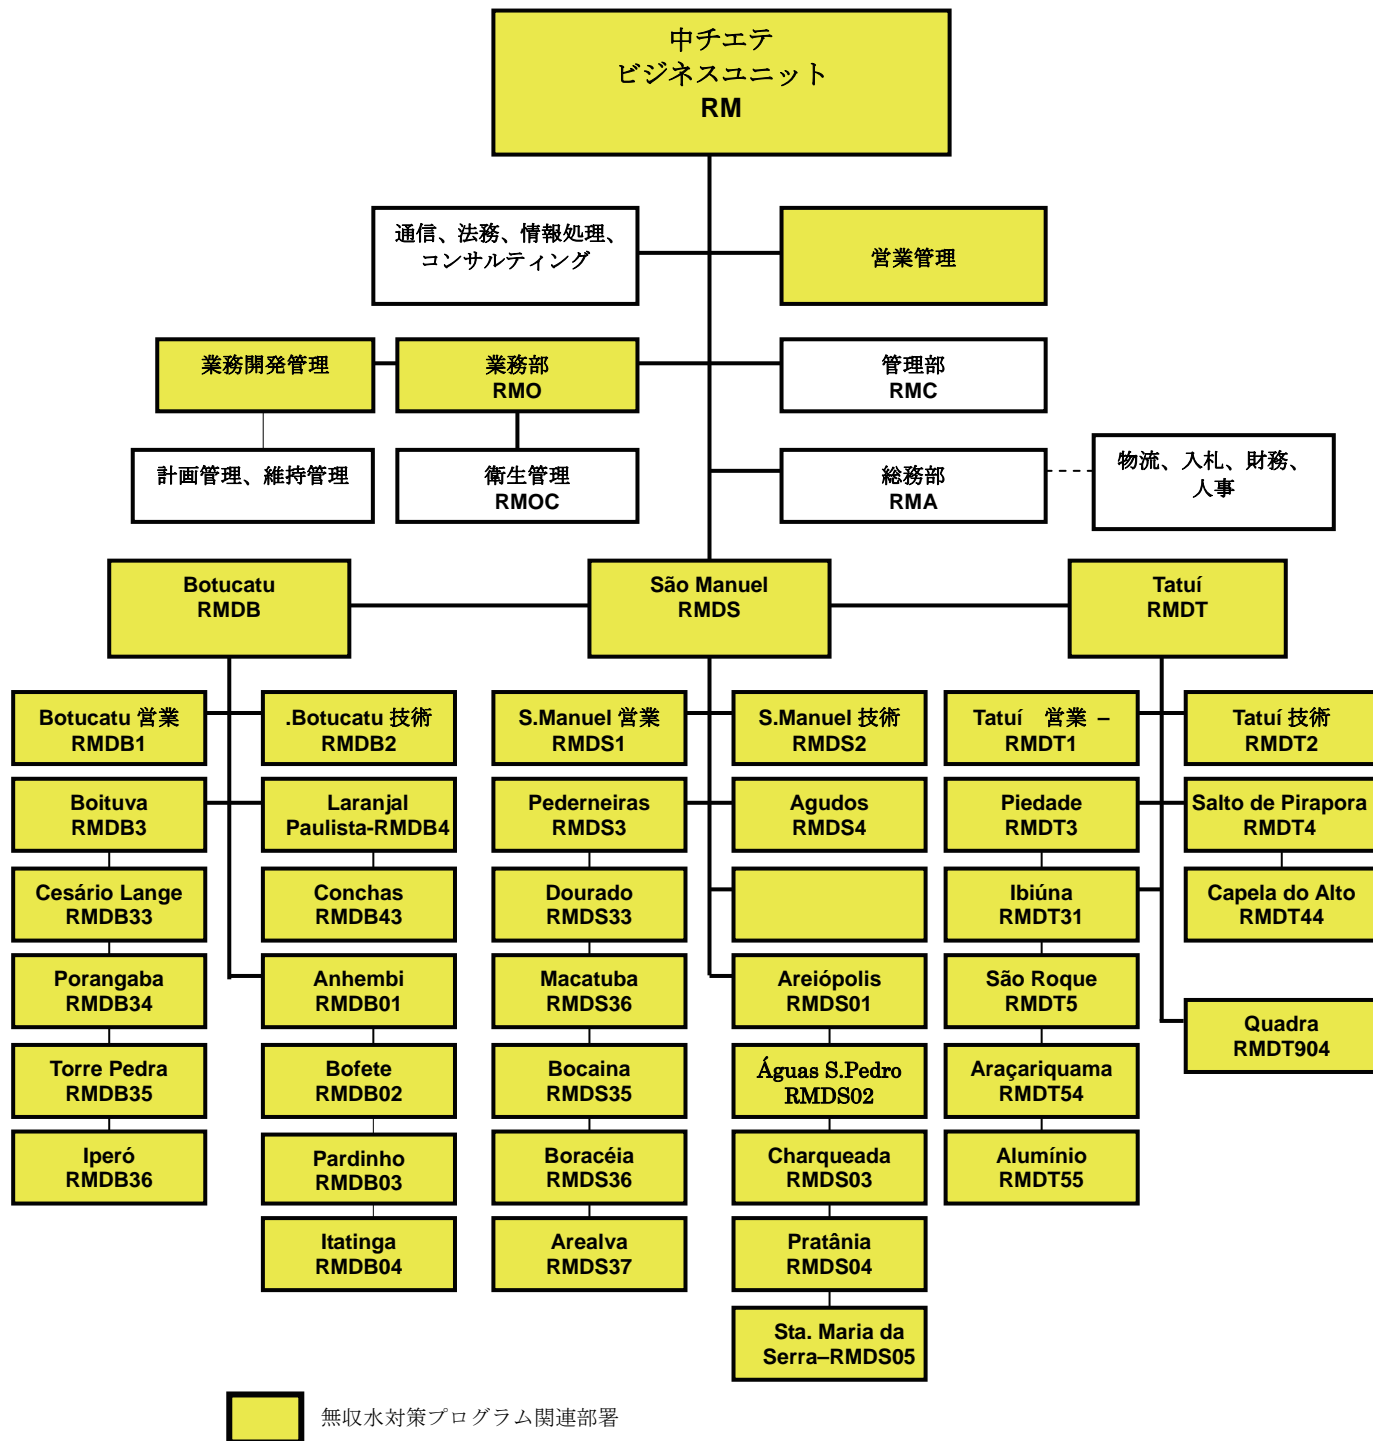 中チエテ
ビジネスユニット
RM
通信、法務、情報処理、
コンサルティング
営業管理
業務開発管理
業務部
RMO
管理部
RMC
計画管理、維持管理
衛生管理
RMOC
総務部
RMA
物流、入札、財務、
人事
Botucatu
RMDB
São Manuel
RMDS
Tatuí
RMDT
Botucatu 営業
RMDB1
.Botucatu 技術
RMDB2
S.Manuel 営業
RMDS1
S.Manuel 技術
RMDS2
Tatuí　営業 –
RMDT1
Tatuí 技術
RMDT2
Boituva
RMDB3
Laranjal
Paulista-RMDB4
Pederneiras
RMDS3
Agudos
RMDS4
Piedade
RMDT3
Salto de Pirapora
RMDT4
Cesário Lange
RMDB33
Conchas
RMDB43
Dourado
RMDS33
Ibiúna
RMDT31
Capela do Alto
RMDT44
Porangaba
RMDB34
Anhembi
RMDB01
Macatuba
RMDS36
Areiópolis
RMDS01
São Roque
RMDT5
Quadra
RMDT904
Torre Pedra
RMDB35
Bofete
RMDB02
Bocaina
RMDS35
Águas S.Pedro
RMDS02
Araçariquama
RMDT54
Iperó
RMDB36
Pardinho
RMDB03
Boracéia
RMDS36
Charqueada
RMDS03
Alumínio
RMDT55
Itatinga
RMDB04
Arealva
RMDS37
Pratânia
RMDS04
Sta. Maria da
Serra–RMDS05
無収水対策プログラム関連部署